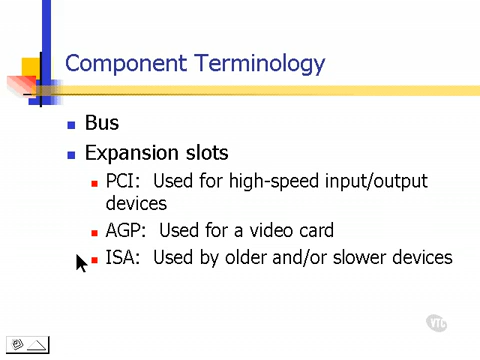 Component Terminology
Bus
Expansion slots
PCI:  Used for high-speed input/output
devices
AGP:  Used for a video card
ISA:  Used by older and/or slower devices
VTC